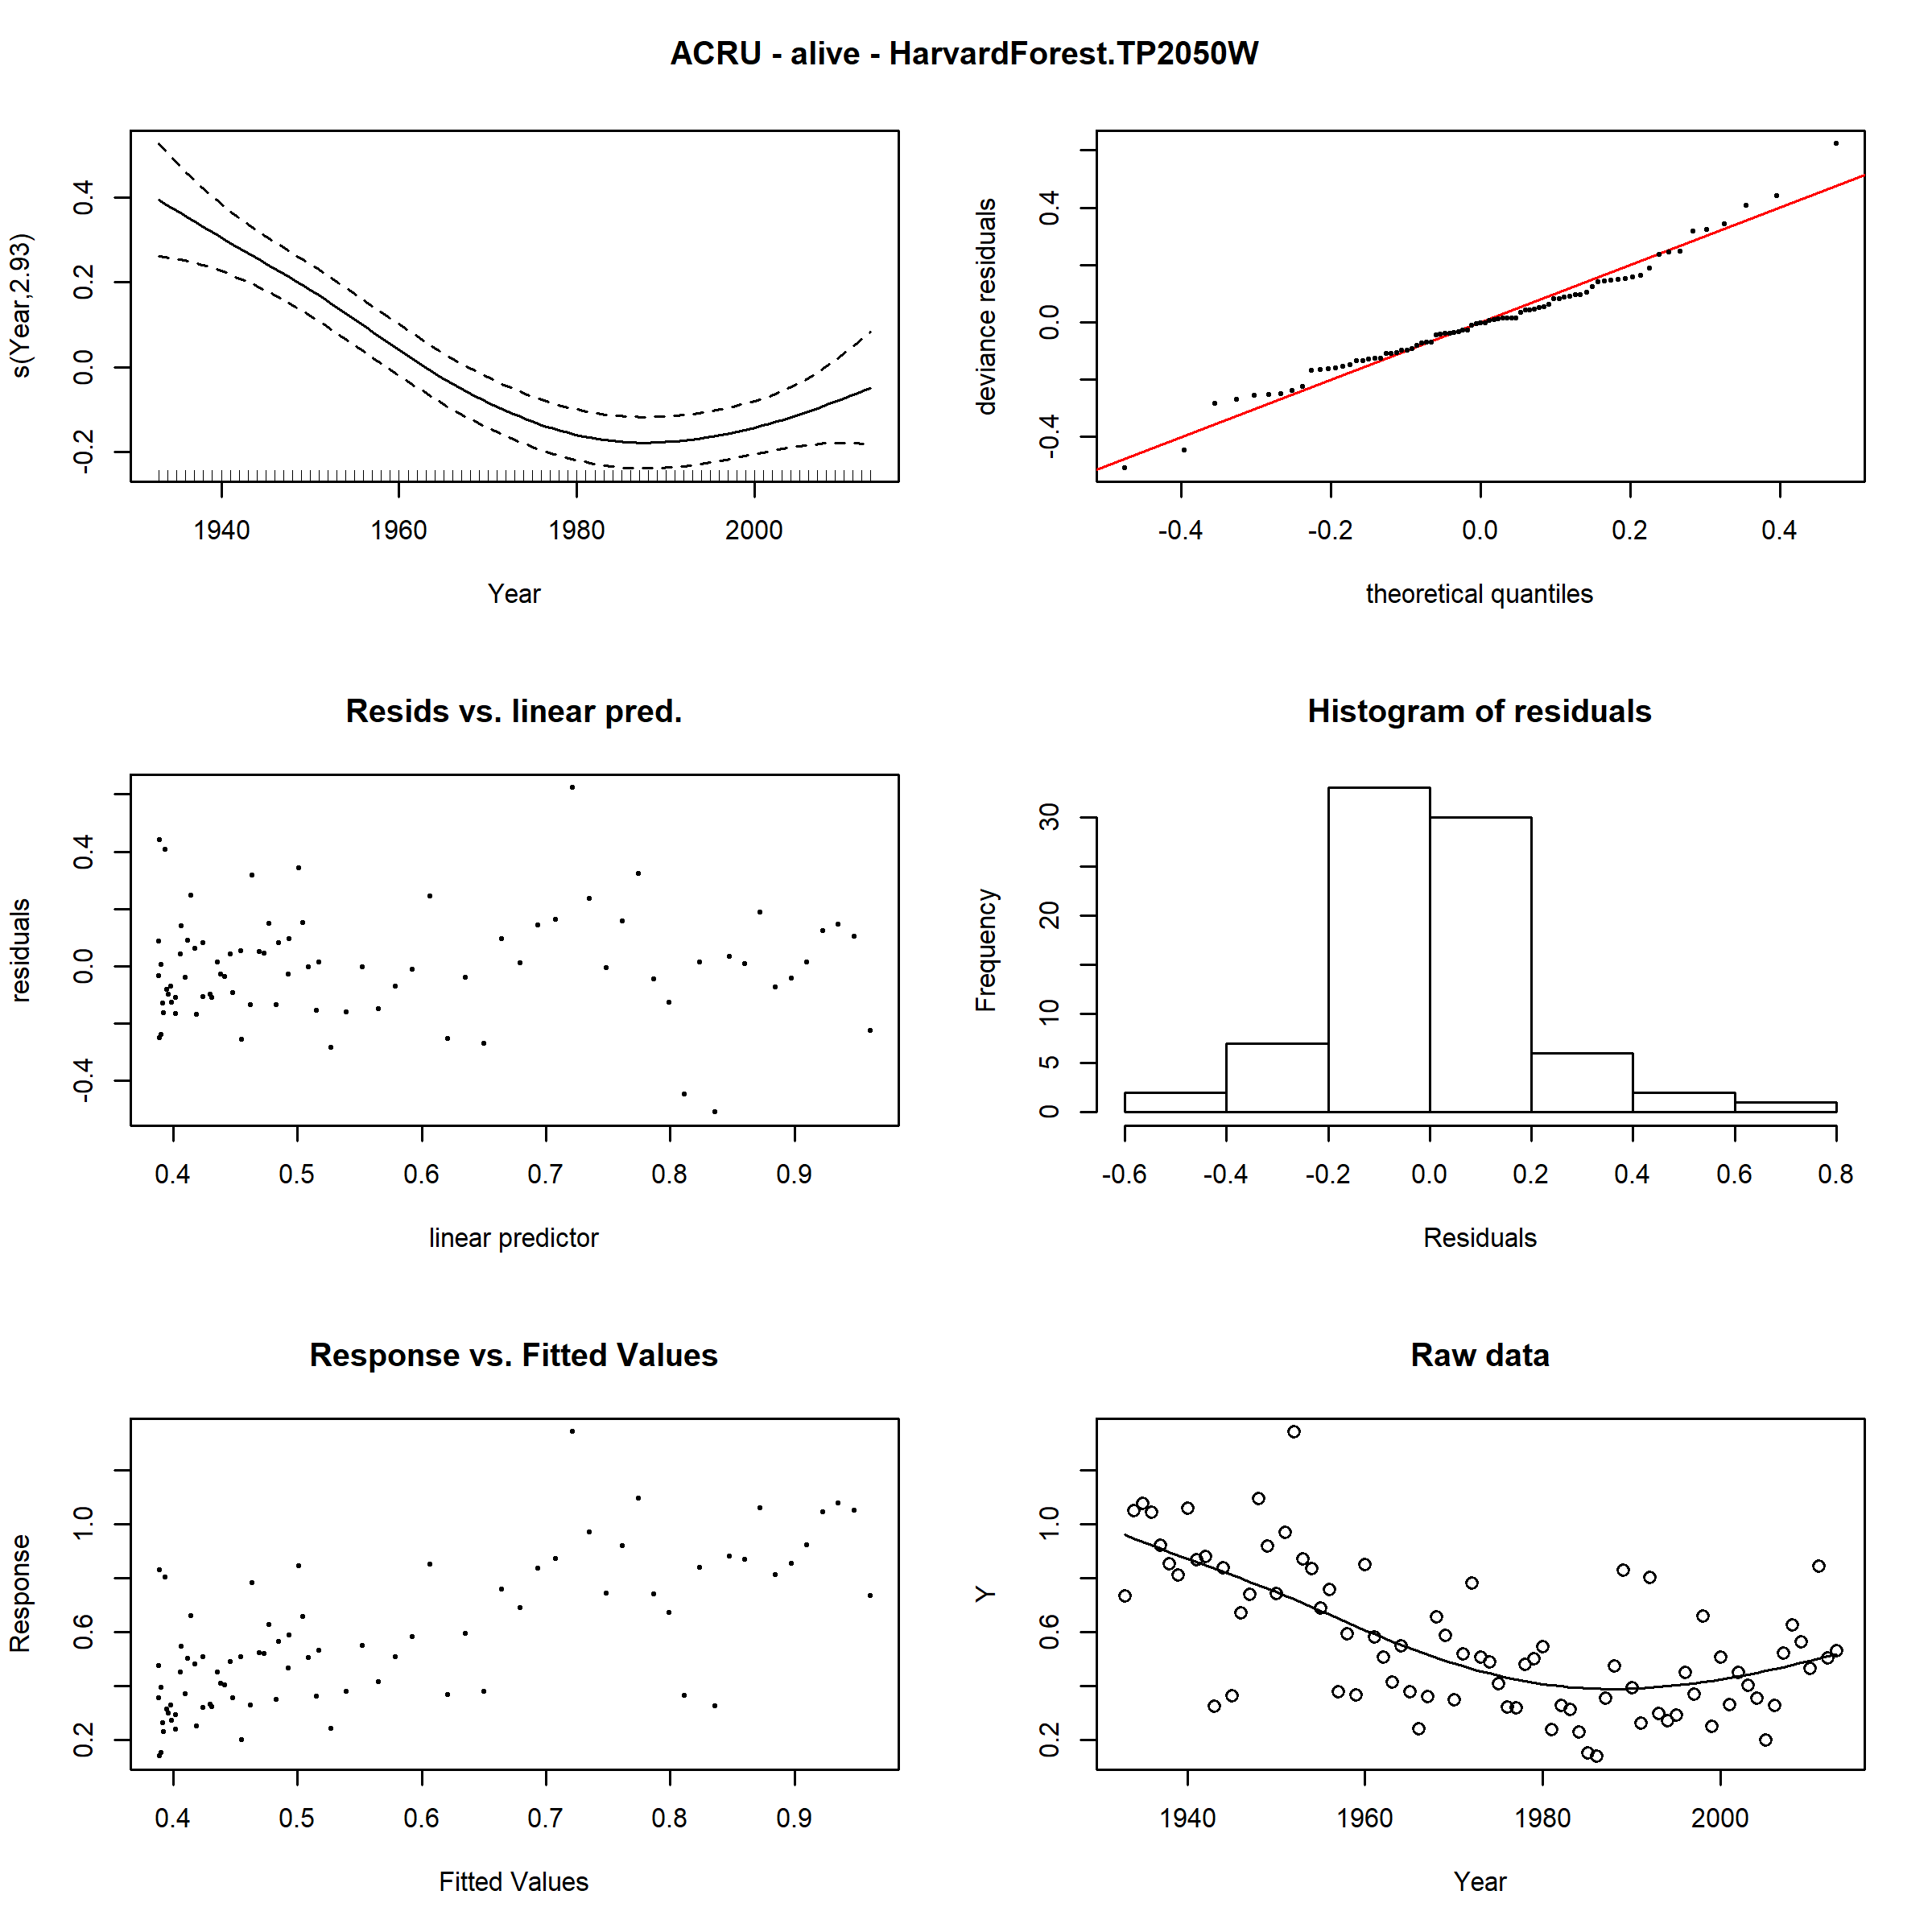 ACRU - alive - HarvardForest.TP2050W
s(Year,2.93)
-0.2 0.0 0.2 0.4
1940 1960 1980 2000
Year
deviance residuals
-0.4 0.0 0.4
-0.4 -0.2 0.0 0.2 0.4
theoretical quantiles
Resids vs. linear pred.
residuals
-0.4 0.0 0.4
0.4 0.5 0.6 0.7 0.8 0.9
linear predictor
Histogram of residuals
Frequency
0 5 10 20 30
-0.6 -0.4 -0.2 0.0 0.2 0.4 0.6 0.8
Residuals
Response vs. Fitted Values
Response
0.2 0.6 1.0
0.4 0.5 0.6 0.7 0.8 0.9
Fitted Values
Raw data
Y
0.2 0.6 1.0
1940 1960 1980 2000
Year